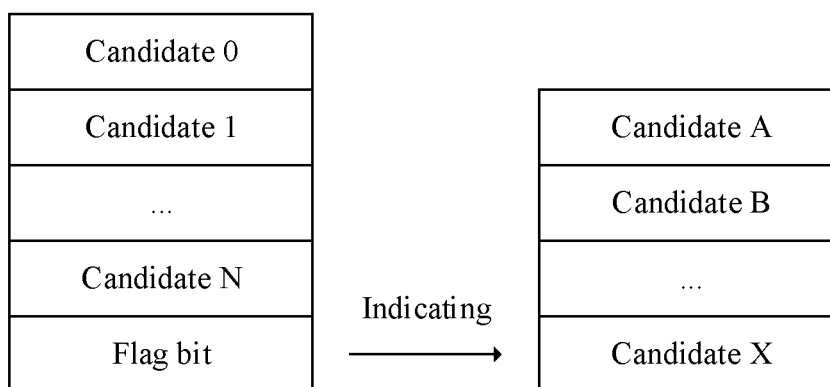 Candidate 0
Candidate 1
...
Candidate N
Flag bit
Indicating
Candidate A
Candidate B
...
Candidate X